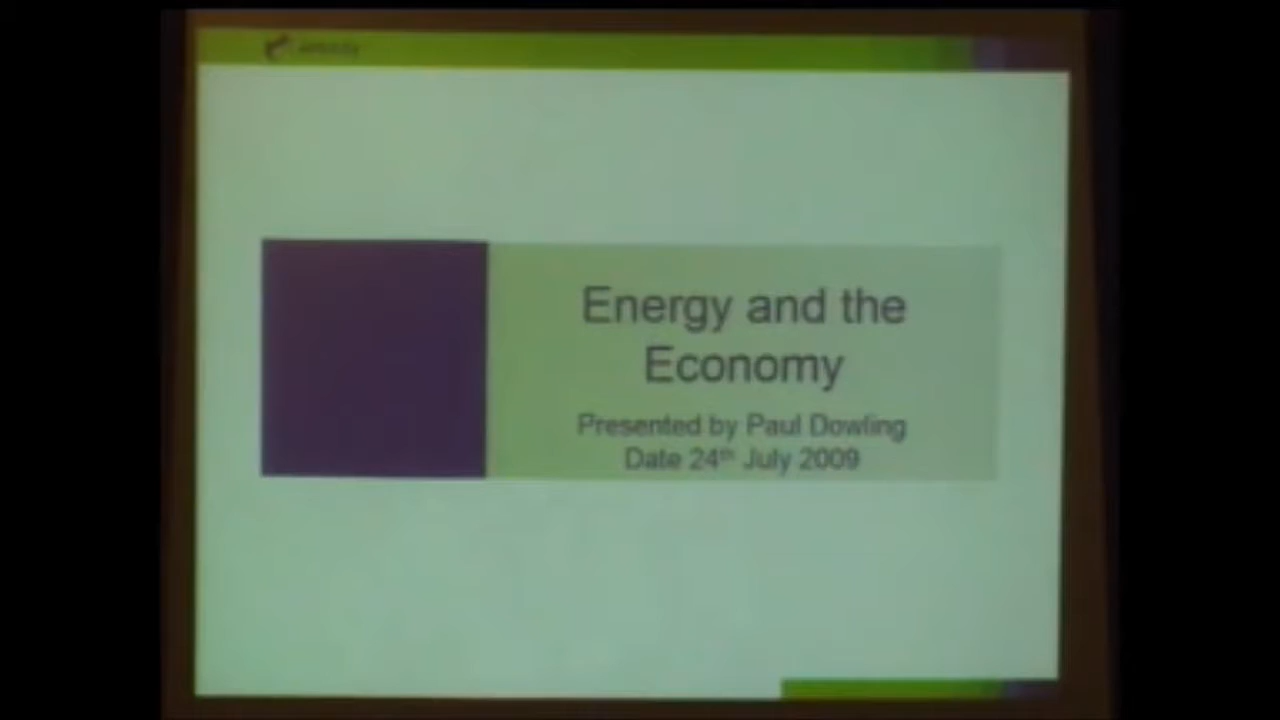 Energy and the
Economy
Presented by Paul Dowling
Date 24th July 2009